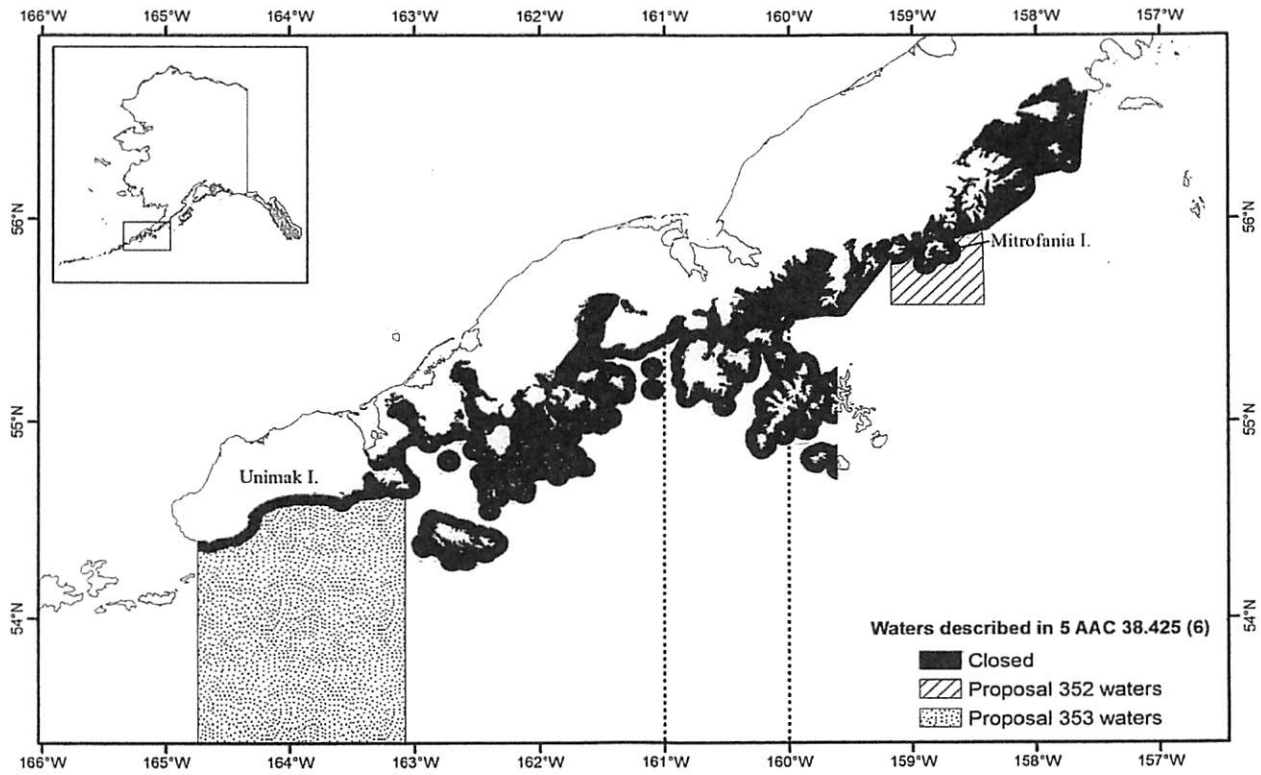 166°W 165°W 164°W 163°W 162°W 161°W 160°W 159°W 158°W 157°W
56°N 56°N
Mitrofania I.
55°N 55°N
Unimak I.
54°N 54°N
Waters described in 5 AAC 38.425 (6)
Closed
Proposal 352 waters
Proposal 353 waters
166°W 165°W 164°W 163°W 162°W 161°W 160°W 159°W 158°W 157°W